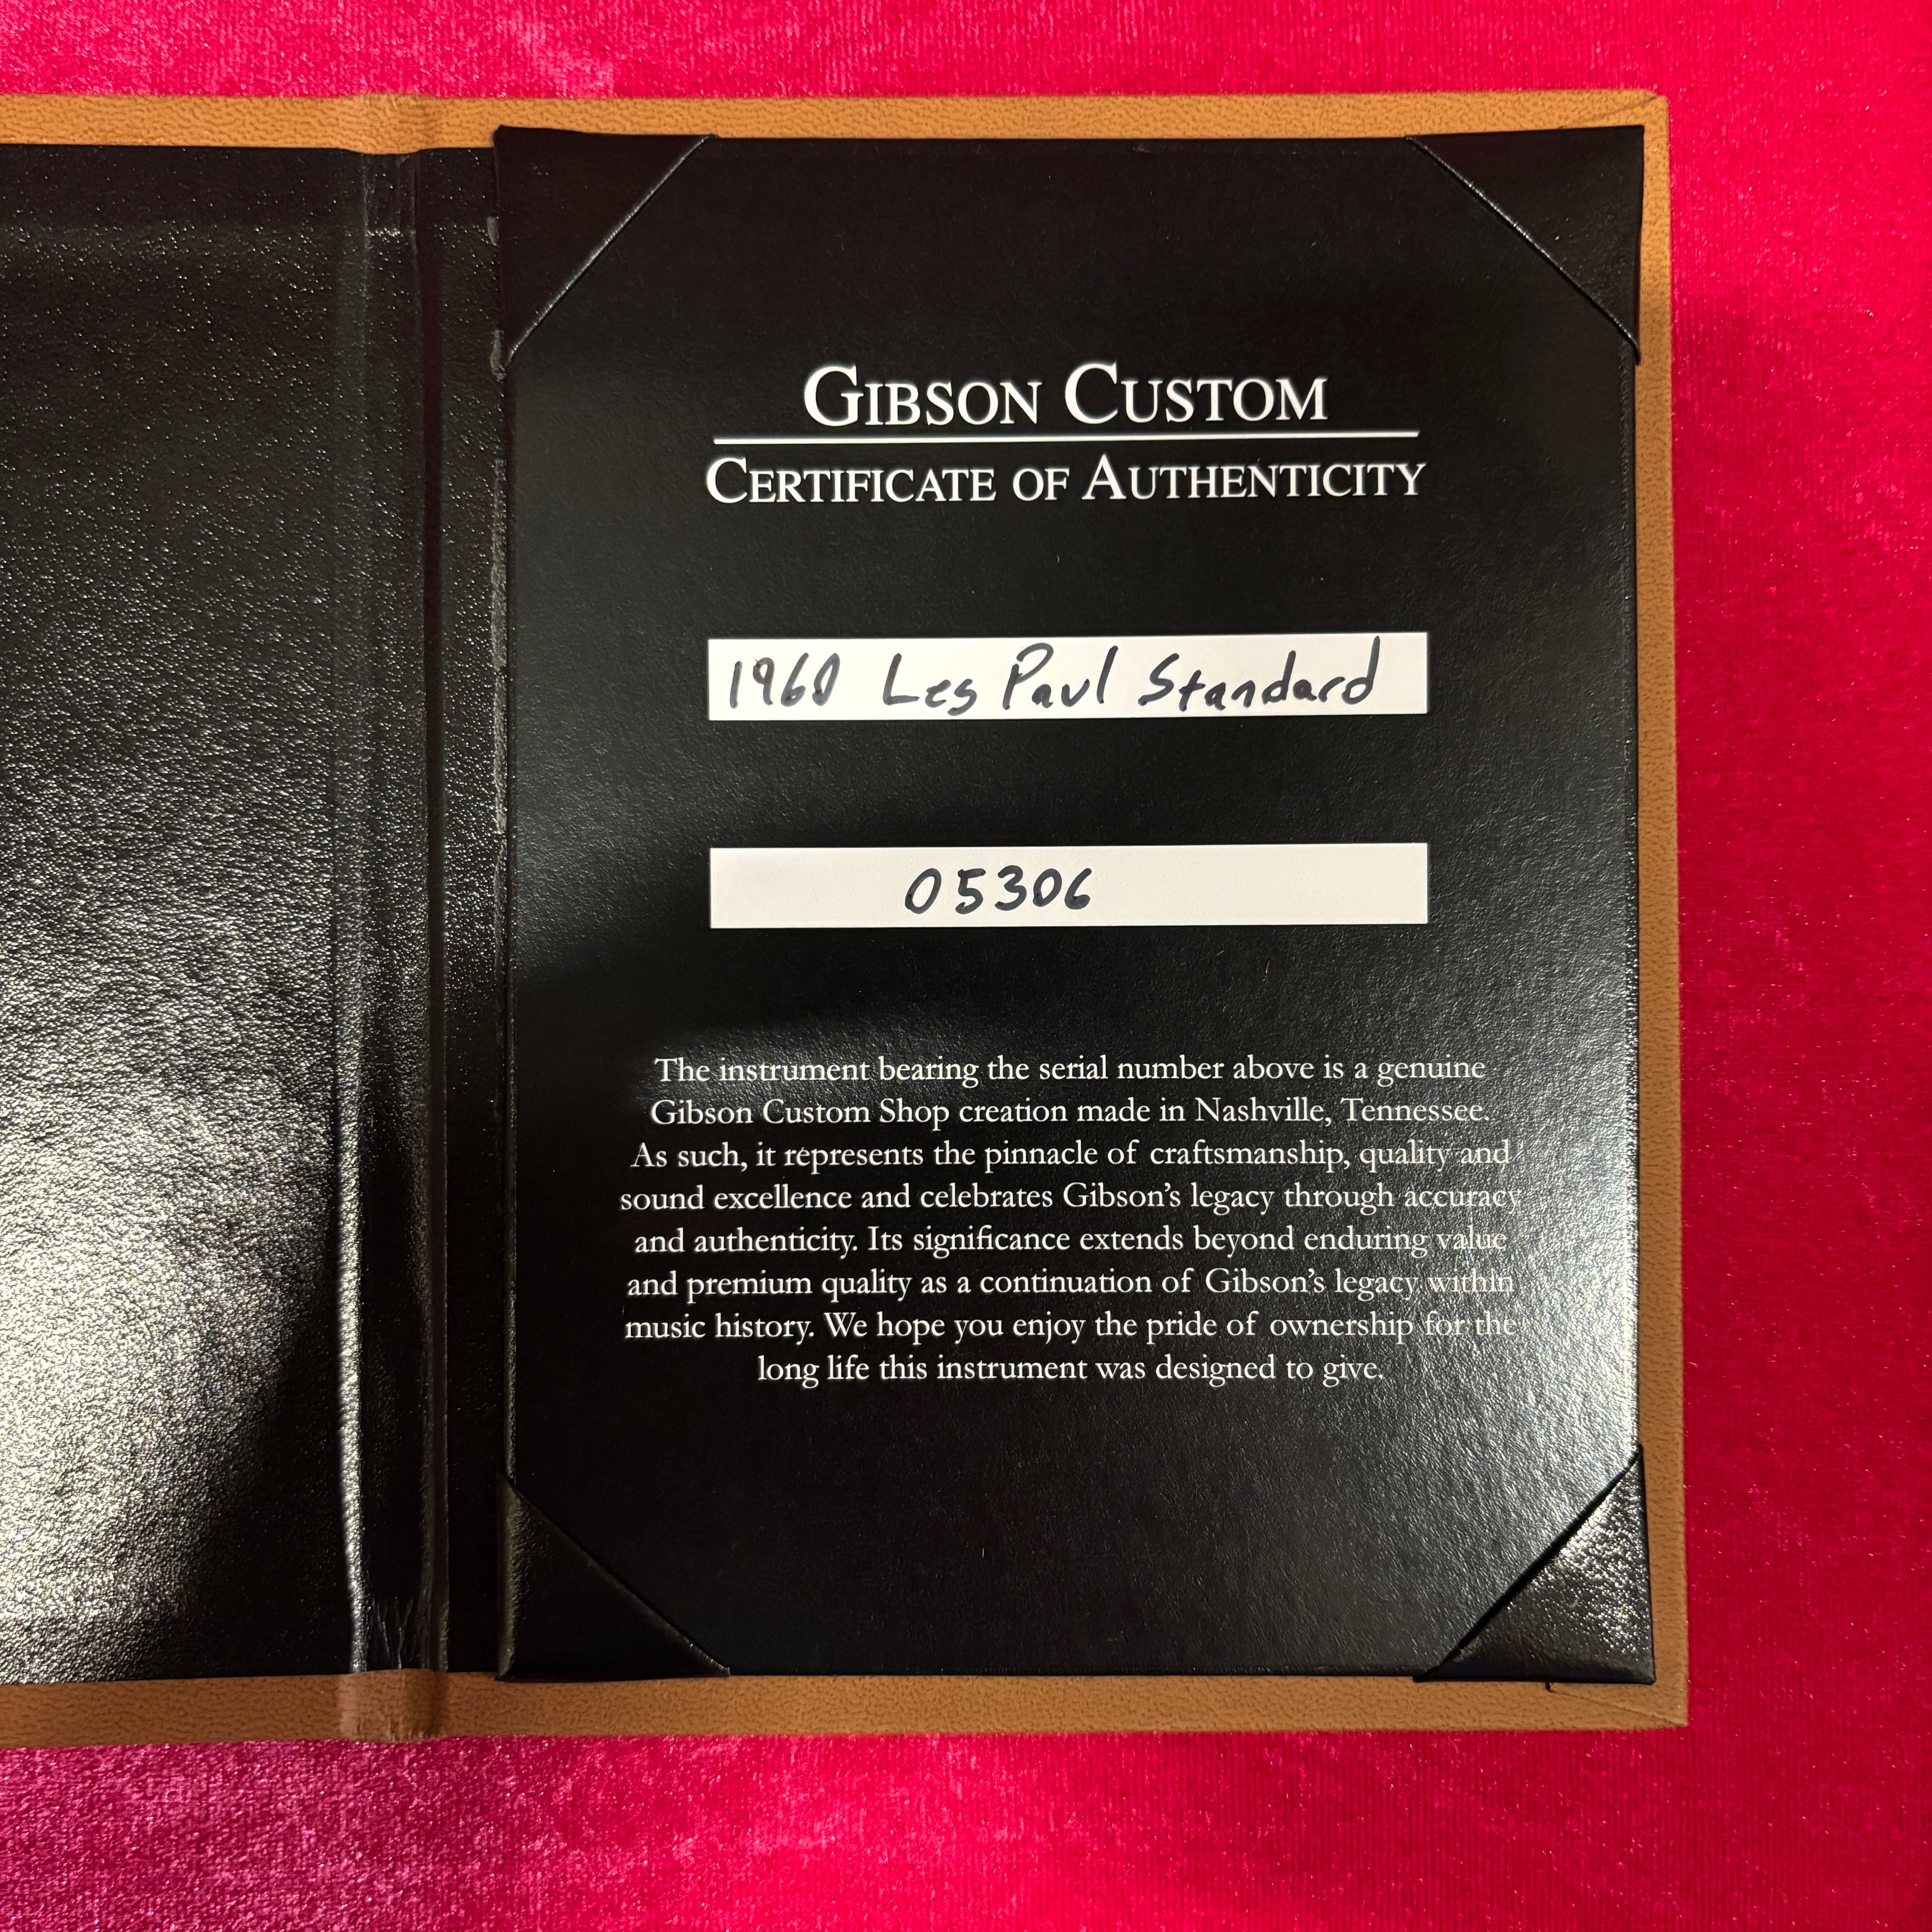 GIBSON CUSTOM
CERTIFICATE OF AUTHENTICITY
1960 Les Paul Standard
05306
The instrument bearing the serial number above is a genuine
Gibson Custom Shop creation made in Nashville, Tennessee.
As such, it represents the pinnacle of craftsmanship, quality and
sound excellence and celebrates Gibson’s legacy through accuracy
and authenticity. Its significance extends beyond enduring value
and premium quality as a continuation of Gibson’s legacy within
music history. We hope you enjoy the pride of ownership for the
long life this instrument was designed to give.